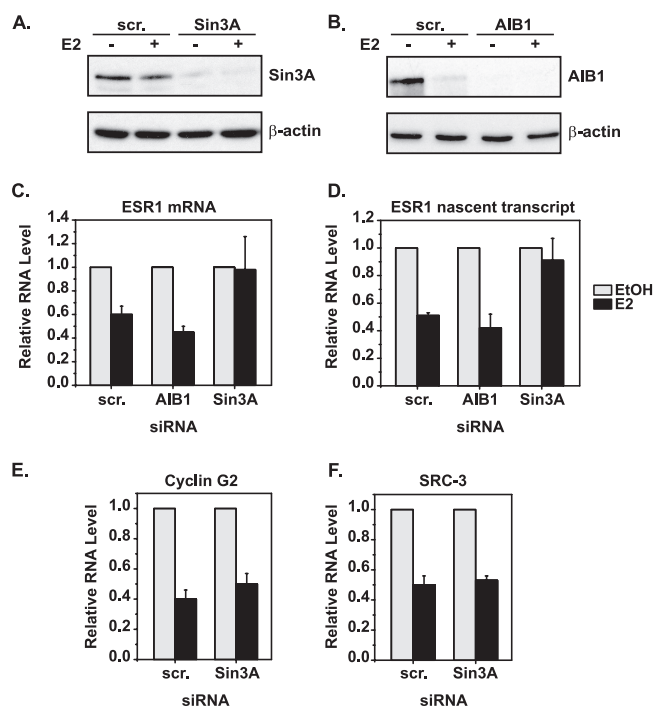 A.
scr. Sin3A
E2 - + - +
Sin3A
β-actin
B.
scr. AIB1
E2 - + - +
AIB1
β-actin
C.
ESR1 mRNA
Relative RNA Level
1.4
1.2
1.0
0.8
0.6
0.4
0.2
0.0
scr. AIB1 Sin3A
siRNA
D.
ESR1 nascent transcript
Relative RNA Level
1.2
1.0
0.8
0.6
0.4
0.2
0.0
scr. AIB1 Sin3A
siRNA
EtOH
E2
E.
Cyclin G2
Relative RNA Level
1.0
0.8
0.6
0.4
0.2
0.0
scr. Sin3A
siRNA
F.
SRC-3
Relative RNA Level
1.0
0.8
0.6
0.4
0.2
0.0
scr. Sin3A
siRNA